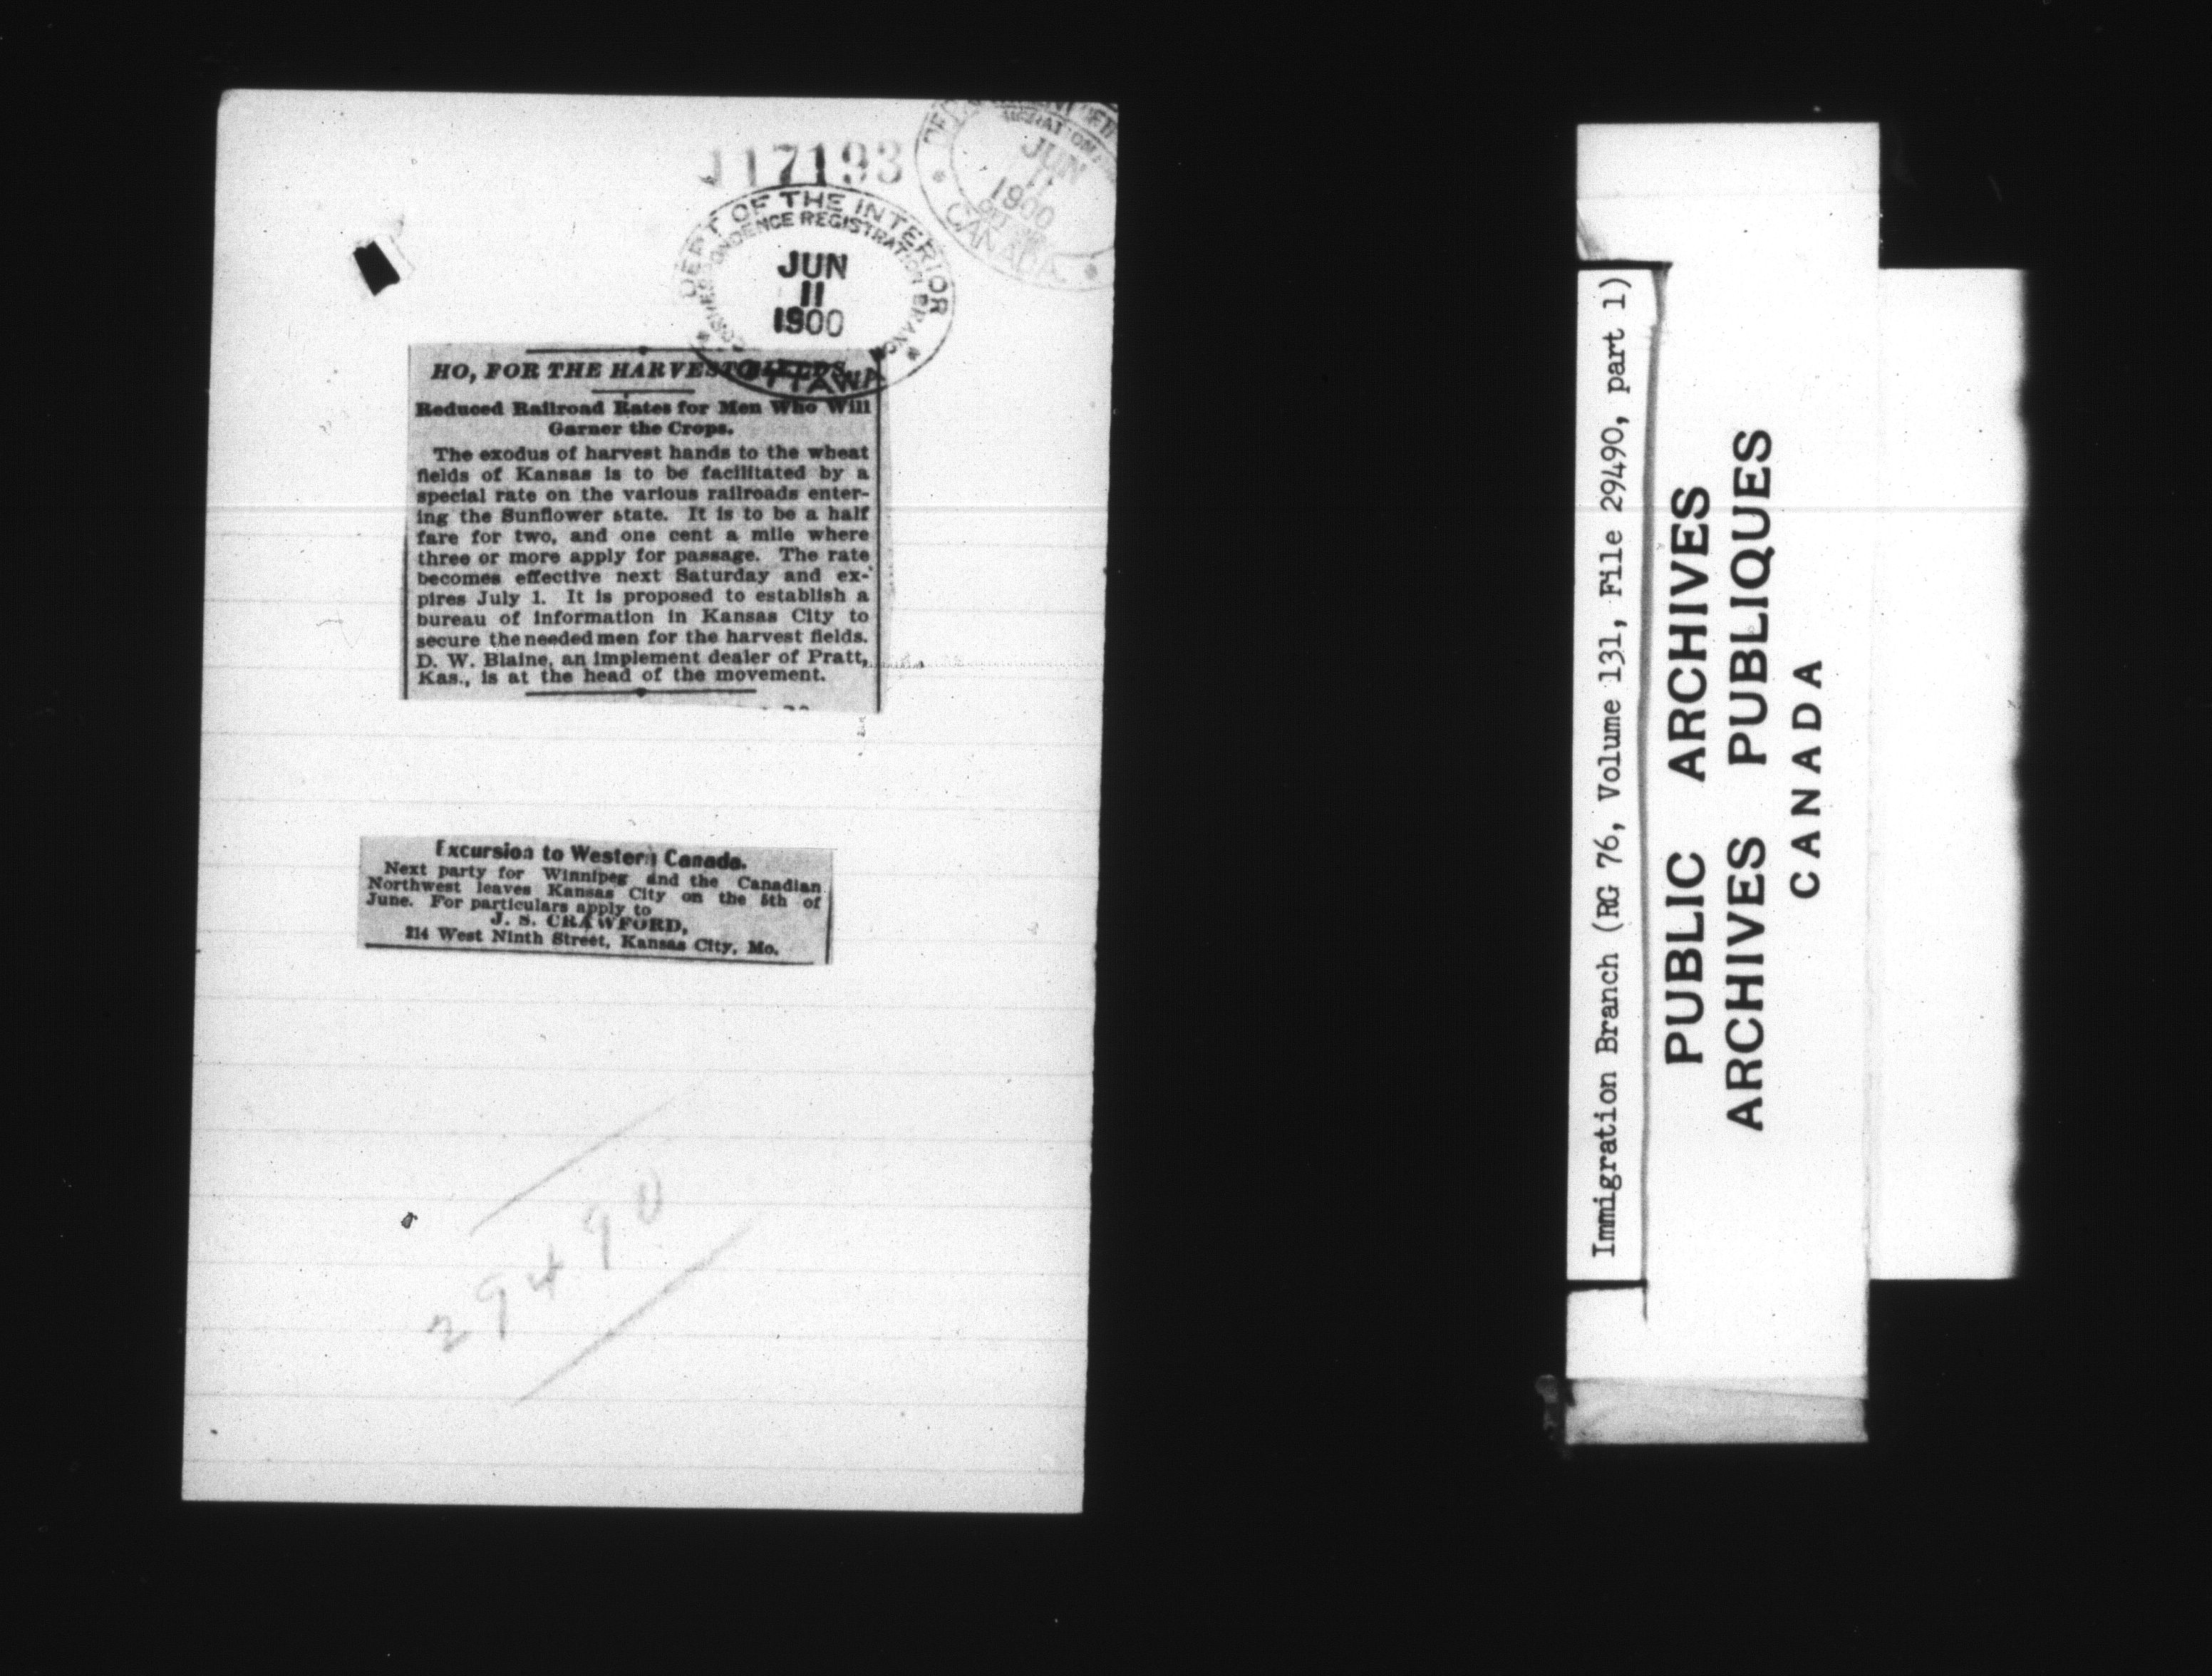 117193
DEPT OF THE INTERIOR
CORRESPONDENCE REGISTRATION BRANCH
JUN
11
1900
OTTAWA
JUN
11
1900
CANADA
HO, FOR THE HARVEST FIELDS.
Reduced Railroad Rates for Men Who Will
Garner the Crops.
The exodus of harvest hands to the wheat
fields of Kansas is to be facilitated by a
special rate on the various railroads enter-
ing the Sunflower state. It is to be a half
fare for two, and one cent a mile where
three or more apply for passage. The rate
becomes effective next Saturday and ex-
pires July 1. It is proposed to establish a
bureau of information in Kansas City to
secure the needed men for the harvest fields.
D. W. Blaine, an implement dealer of Pratt,
Kas., is at the head of the movement.
Excursion to Western Canada.
Next party for Winnipeg and the Canadian
Northwest leaves Kansas City on the 5th of
June. For particulars apply to
J. S. CRAWFORD,
214 West Ninth Street, Kansas City, Mo.
29490
Immigration Branch (RG 76, Volume 131, File 29490, part 1)
PUBLIC ARCHIVES
ARCHIVES PUBLIQUES
CANADA